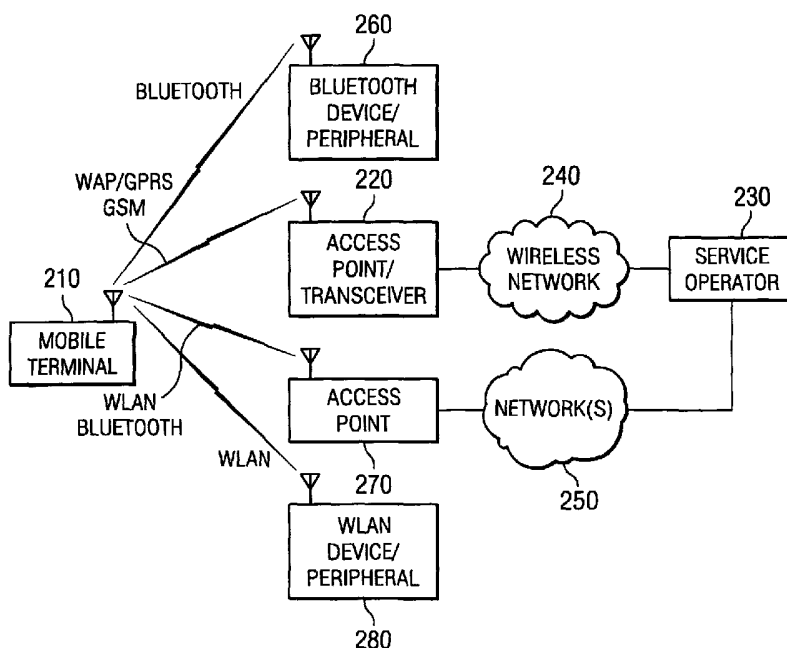 260
BLUETOOTH
BLUETOOTH
DEVICE/
PERIPHERAL
WAP/GPRS
GSM
220
240
230
ACCESS
POINT/
TRANSCEIVER
WIRELESS
NETWORK
SERVICE
OPERATOR
210
MOBILE
TERMINAL
WLAN
BLUETOOTH
ACCESS
POINT
NETWORK(S)
WLAN
270
250
WLAN
DEVICE/
PERIPHERAL
280